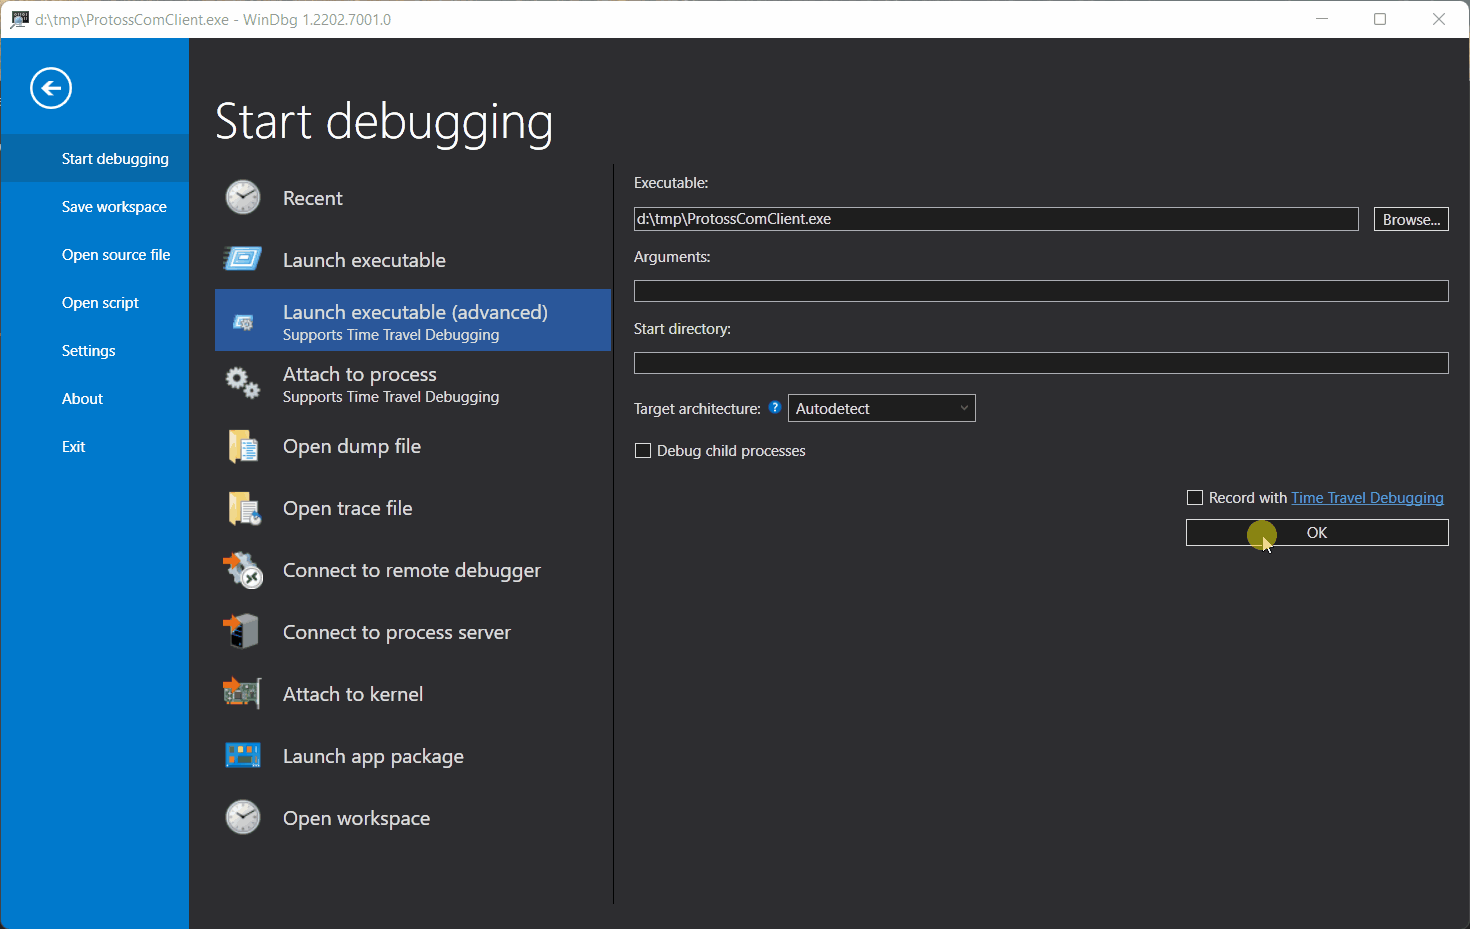 d:\tmp\ProtossComClient.exe - WinDbg 1.2202.7001.0
Start debugging
Save workspace
Open source file
Open script
Settings
About
Exit
Start debugging
Recent
Launch executable
Launch executable (advanced)
Supports Time Travel Debugging
Attach to process
Supports Time Travel Debugging
Open dump file
Open trace file
Connect to remote debugger
Connect to process server
Attach to kernel
Launch app package
Open workspace
Executable:
d:\tmp\ProtossComClient.exe
Browse...
Arguments:
Start directory:
Target architecture: ? Autodetect
Debug child processes
Record with Time Travel Debugging
OK